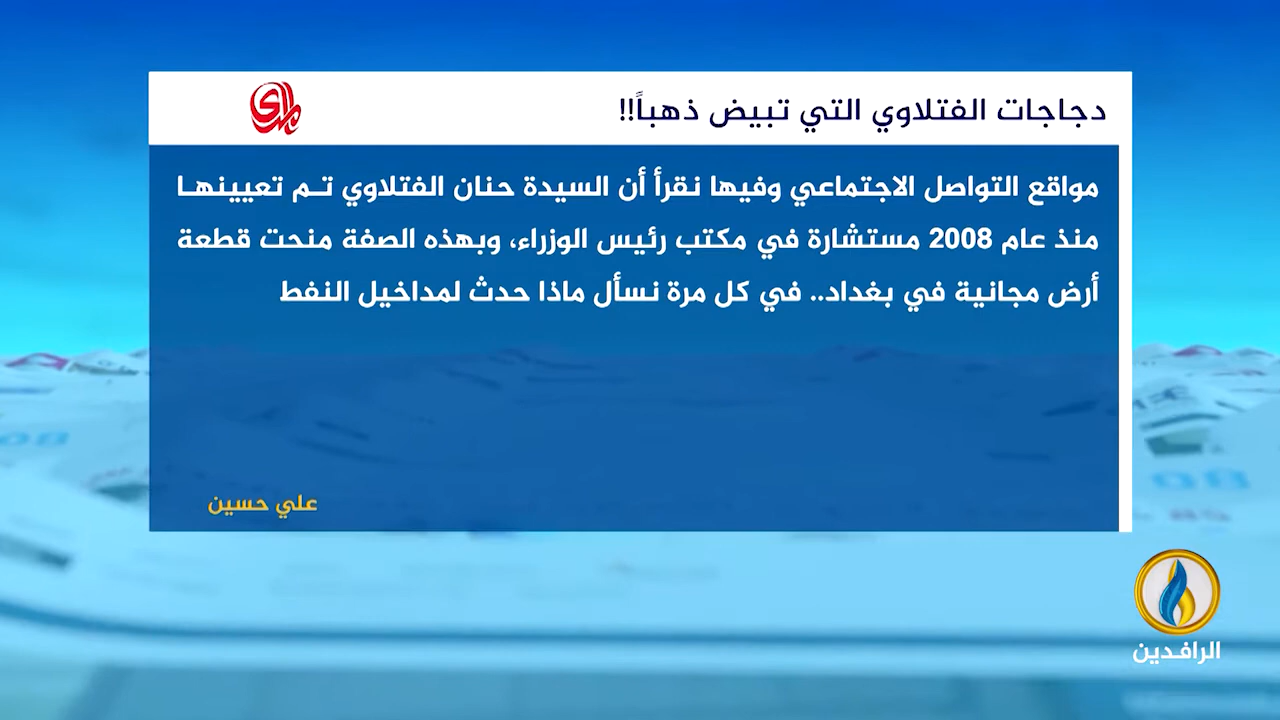 دجاجات الفتلاوي التي تبيض ذهباً!!
المدى
مواقع التواصل الاجتماعي وفيها نقرأ أن السيدة حنان الفتلاوي تـم تعيينهـا
منذ عام 2008 مستشارة في مكتب رئيس الوزراء، وبهذه الصفة منحت قطعة
أرض مجانية في بغداد.. في كل مرة نسأل ماذا حدث لمداخيل النفط
علي حسين
الرافـدين